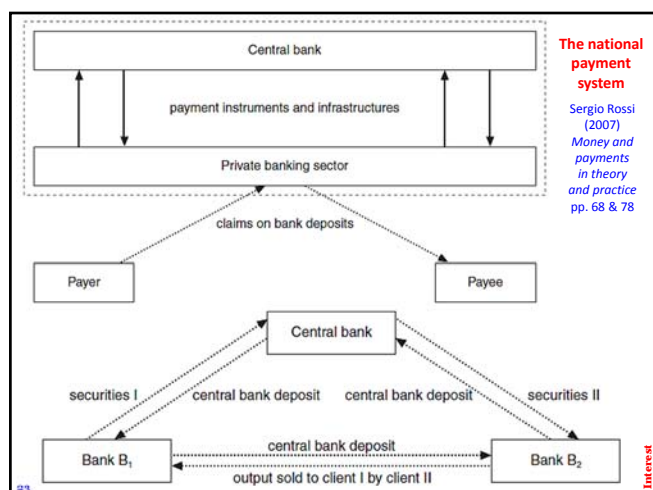 Central bank
payment instruments and infrastructures
Private banking sector
claims on bank deposits
Payer
Payee
The national
payment
system
Sergio Rossi
(2007)
Money and
payments
in theory
and practice
pp. 68 & 78
Central bank
securities I
central bank deposit
central bank deposit
securities II
Bank B₁
central bank deposit
output sold to client I by client II
Bank B₂
Interest